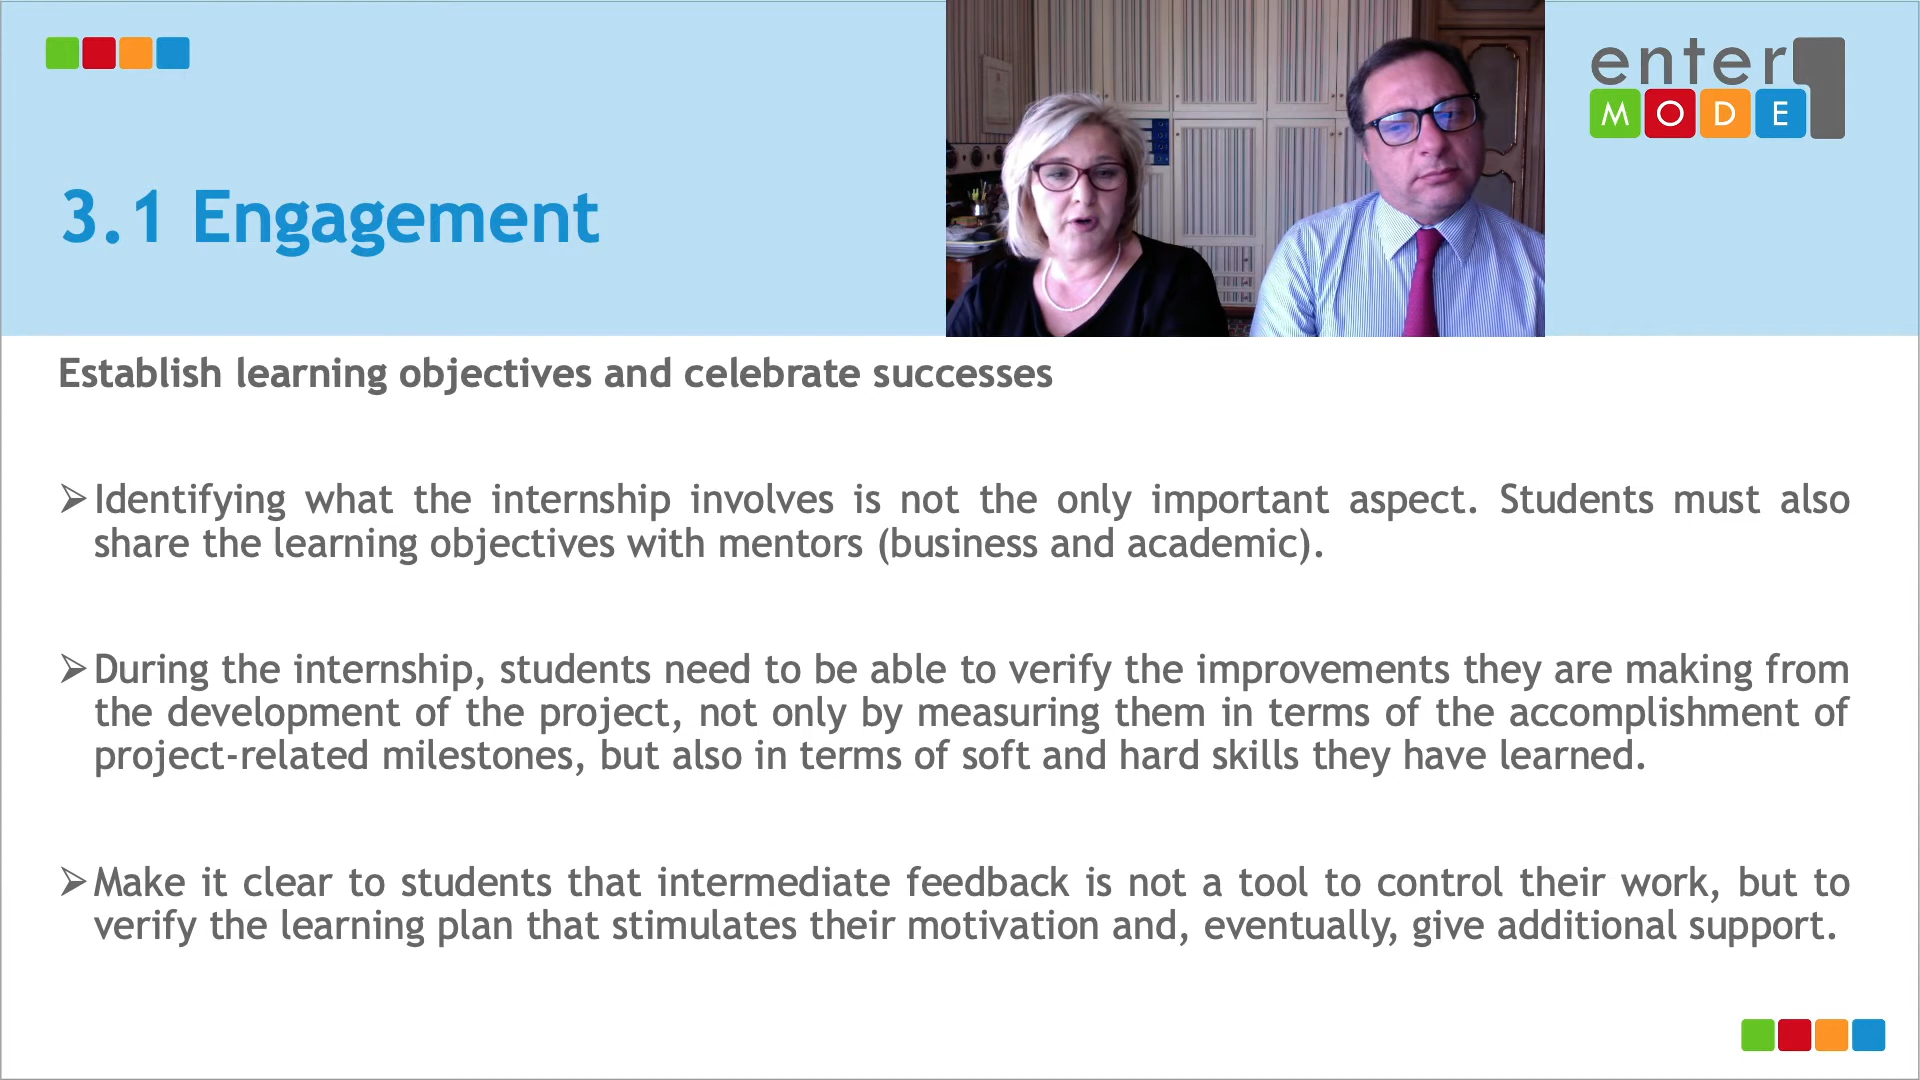 enter
MODE
3.1 Engagement
Establish learning objectives and celebrate successes
➢Identifying what the internship involves is not the only important aspect. Students must also
share the learning objectives with mentors (business and academic).
➢During the internship, students need to be able to verify the improvements they are making from
the development of the project, not only by measuring them in terms of the accomplishment of
project-related milestones, but also in terms of soft and hard skills they have learned.
➢Make it clear to students that intermediate feedback is not a tool to control their work, but to
verify the learning plan that stimulates their motivation and, eventually, give additional support.